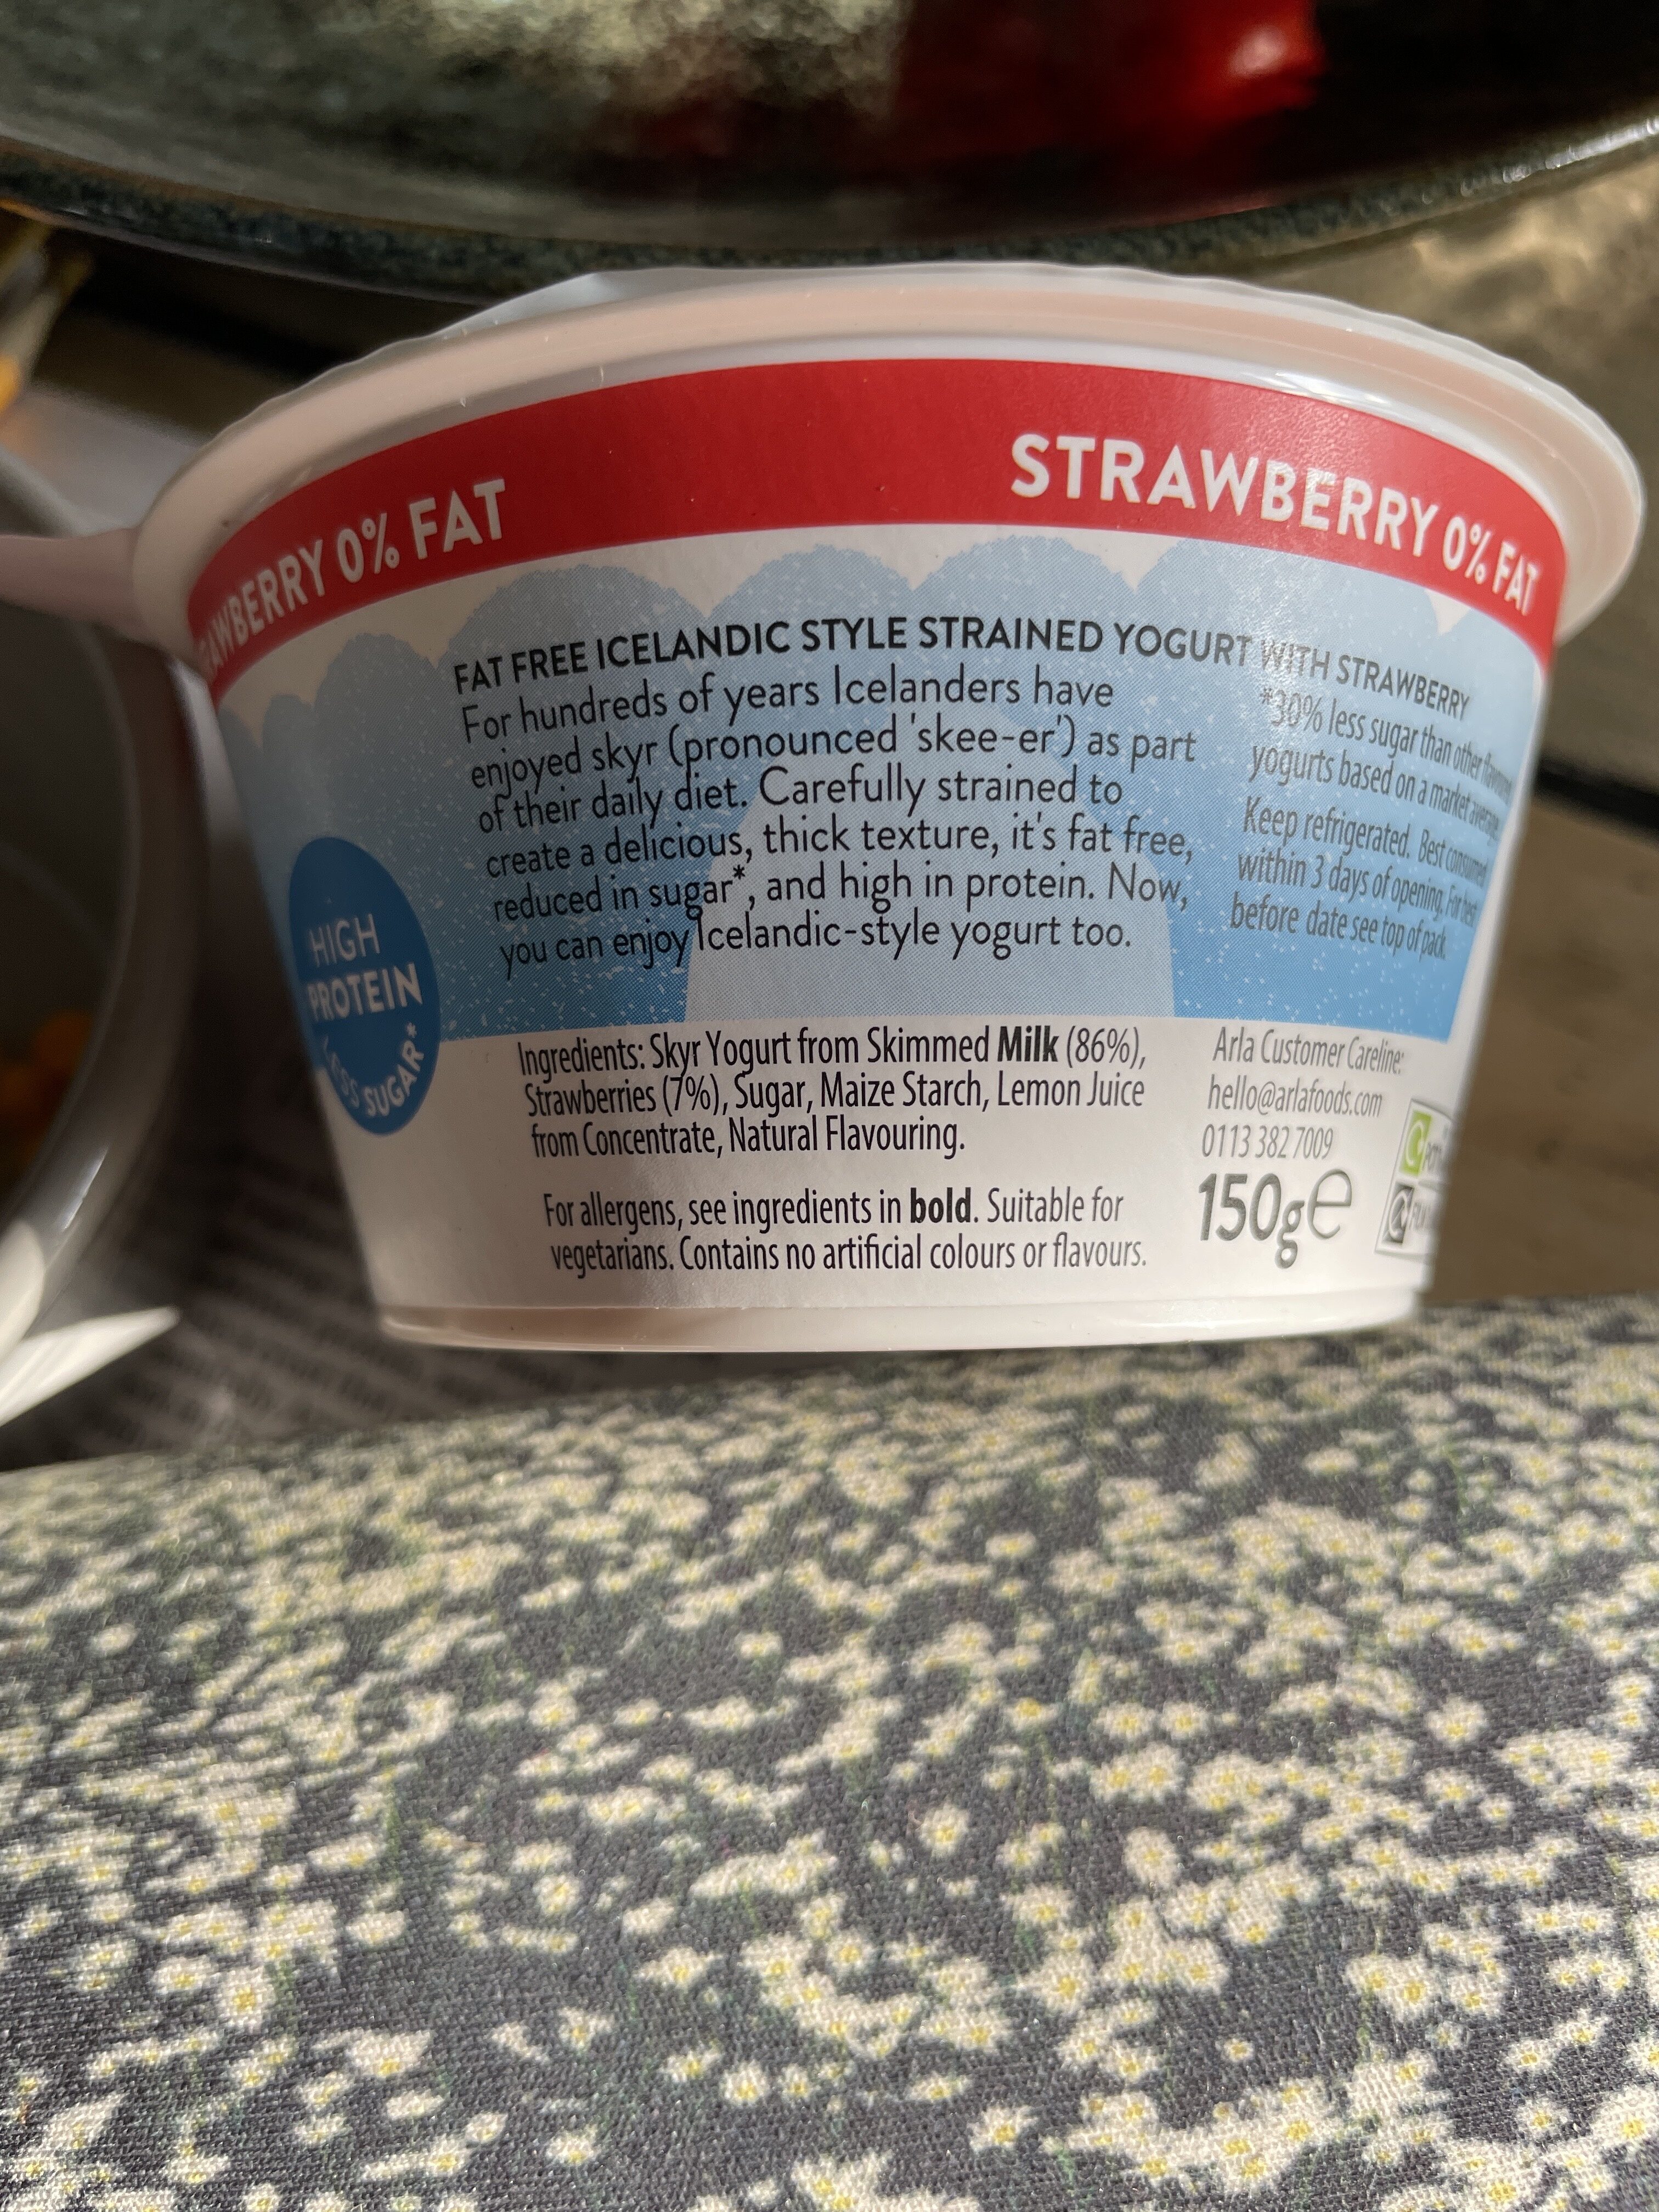 STRAWBERRY 0% FAT
BERRY 0% FAT
FAT FREE ICELANDIC STYLE STRAINED YOGURT WITH STRAWBERRY
For hundreds of years Icelanders have
enjoyed skyr (pronounced 'skee-er') as part
of their daily diet. Carefully strained to
create a delicious, thick texture, it's fat free,
reduced in sugar*, and high in protein. Now,
you can enjoy Icelandic-style yogurt too.
*30% less sugar than other
yogurts based on a market average.
Keep refrigerated. Best consumed
within 3 days of opening. For best
before date see top of pack.
HIGH
PROTEIN
LESS SUGAR*
Ingredients: Skyr Yogurt from Skimmed Milk (86%),
Strawberries (7%), Sugar, Maize Starch, Lemon Juice
from Concentrate, Natural Flavouring.
For allergens, see ingredients in bold. Suitable for
vegetarians. Contains no artificial colours or flavours.
Arla Customer Careline:
hello@arlafoods.com
0113 382 7009
150g e